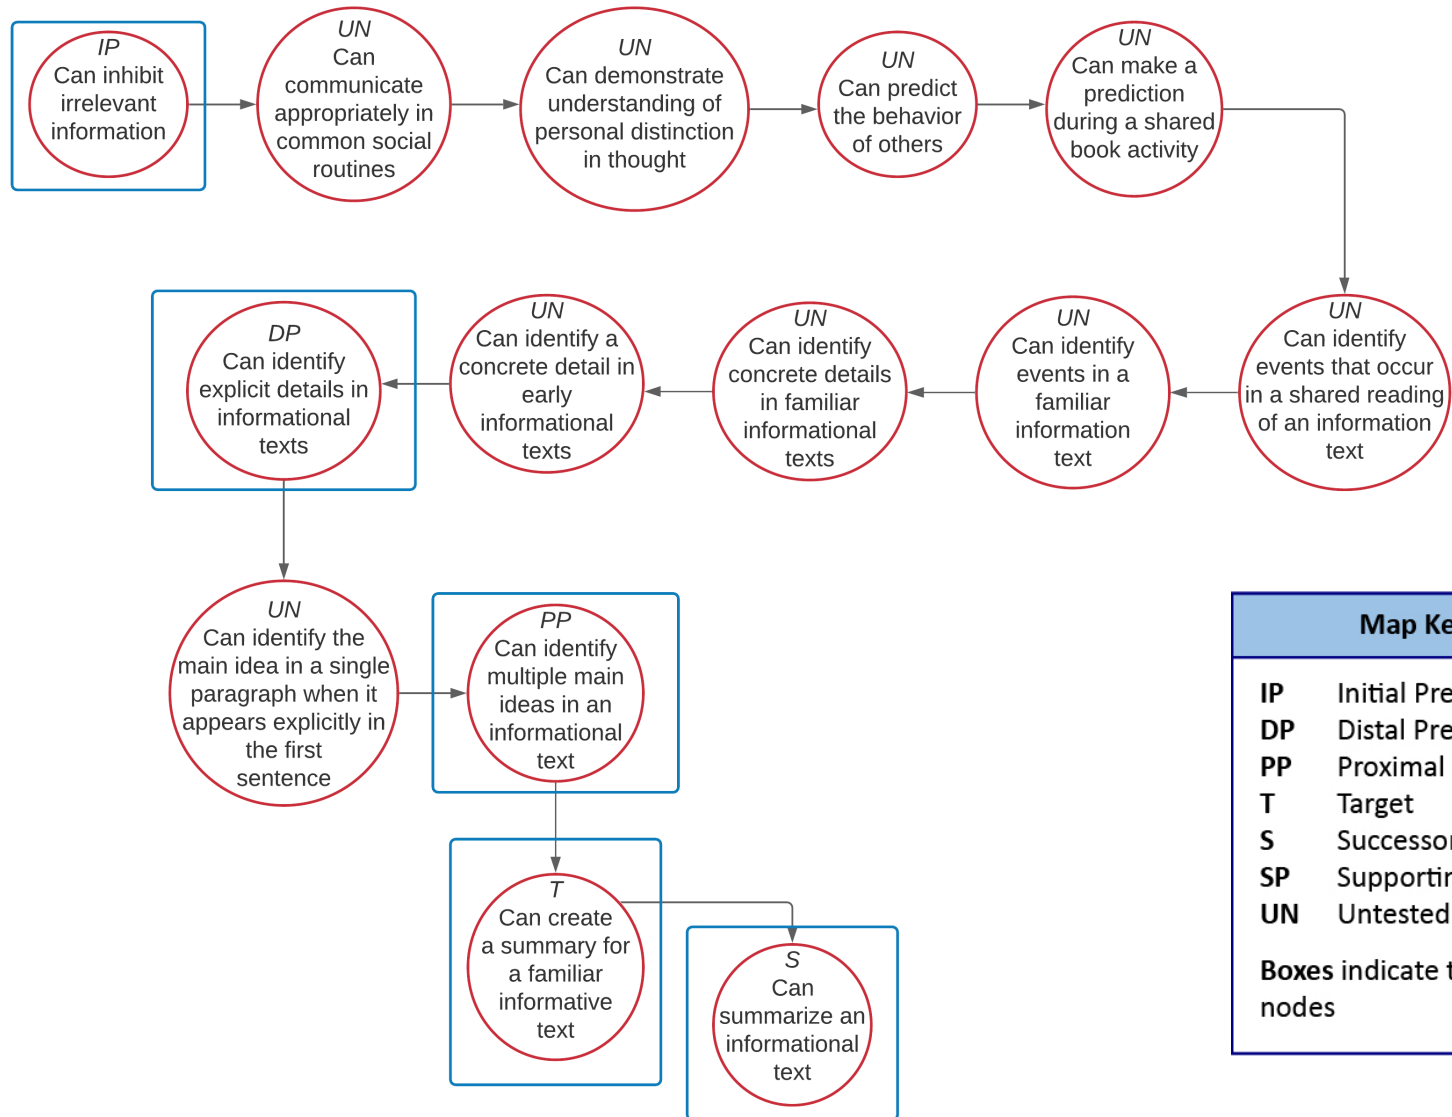 IP
Can inhibit
irrelevant
information
UN
Can
communicate
appropriately in
common social
routines
UN
Can demonstrate
understanding of
personal distinction
in thought
UN
Can predict
the behavior
of others
UN
Can make a
prediction
during a shared
book activity
UN
Can identify
events that occur
in a shared reading
of an information
text
UN
Can identify
events in a
familiar
information
text
UN
Can identify
concrete details
in familiar
informational
texts
UN
Can identify a
concrete detail in
early
informational
texts
DP
Can identify
explicit details in
informational
texts
UN
Can identify the
main idea in a single
paragraph when it
appears explicitly in
the first
sentence
PP
Can identify
multiple main
ideas in an
informational
text
T
Can create
a summary for
a familiar
informative
text
S
Can
summarize an
informational
text
Map
IP Initial
DP Distal
PP Proximal
T Target
S
SP
UN Untested
Boxes indicate
nodes